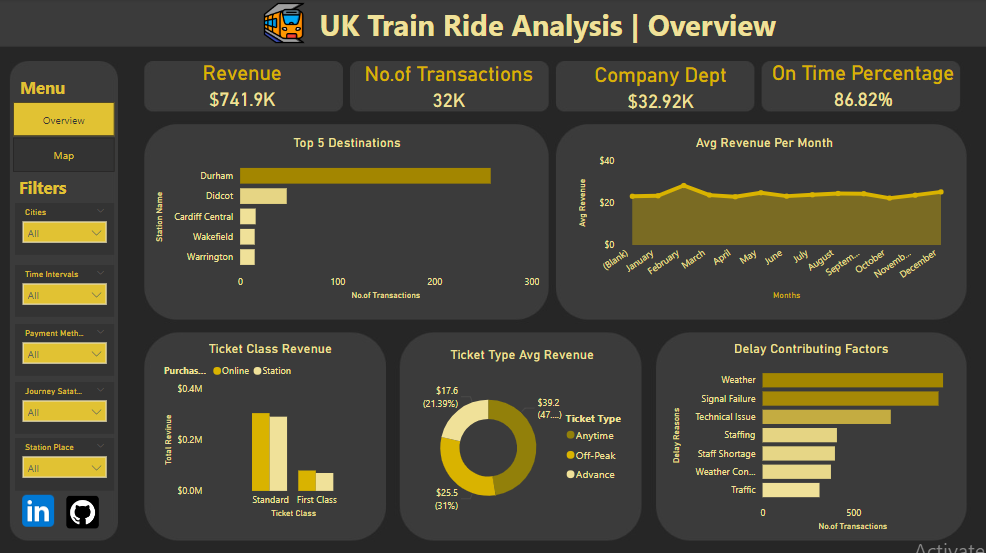 UK Train Ride Analysis | Overview
Menu
Overview
Map
Filters
Cities
All
Time Intervals
All
Payment Meth...
All
Journey Satat...
All
Station Place
All
in
Revenue
$741.9K
No.of Transactions
32K
Company Dept
$32.92K
On Time Percentage
86.82%
Top 5 Destinations
Station Name
Durham
Didcot
Cardiff Central
Wakefield
Warrington
0 100 200 300
No.of Transactions
Avg Revenue Per Month
Avg Revenue
$40
$20
$0
(Blank) January February March April May June July August Septem... October Novemb... December
Months
Ticket Class Revenue
Purchas... Online Station
Total Revinue
$0.4M
$0.2M
$0.0M
Standard First Class
Ticket Class
Ticket Type Avg Revenue
$17.6
(21.39%)
$39.2
(47....)
$25.5
(31%)
Ticket Type
Anytime
Off-Peak
Advance
Delay Contributing Factors
Delay Reasons
Weather
Signal Failure
Technical Issue
Staffing
Staff Shortage
Weather Con...
Traffic
0 500
No.of Transactions
Activate